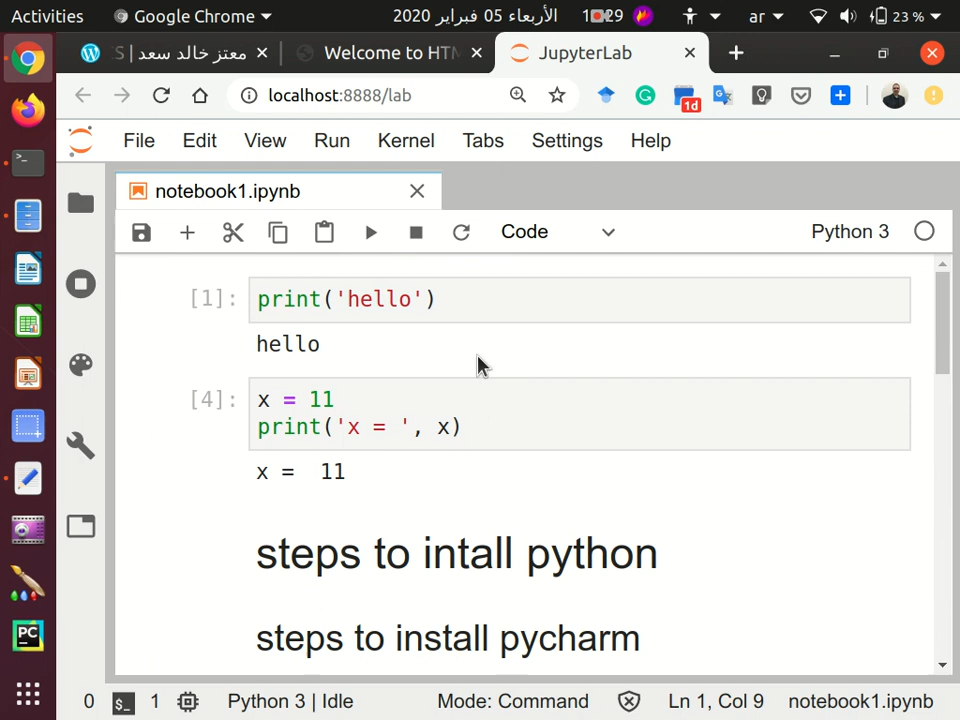 Activities Google Chrome الأربعاء 05 فبراير 2020 ar 23 %
معتز خالد سعد | S Welcome to HTM JupyterLab
localhost:8888/lab 1d
File Edit View Run Kernel Tabs Settings Help
notebook1.ipynb
Code Python 3
[1]: print('hello')
hello
[4]: x = 11
print('x = ', x)
x =  11
steps to intall python
steps to install pycharm
PC
0 $_ 1 Python 3 | Idle Mode: Command Ln 1, Col 9 notebook1.ipynb